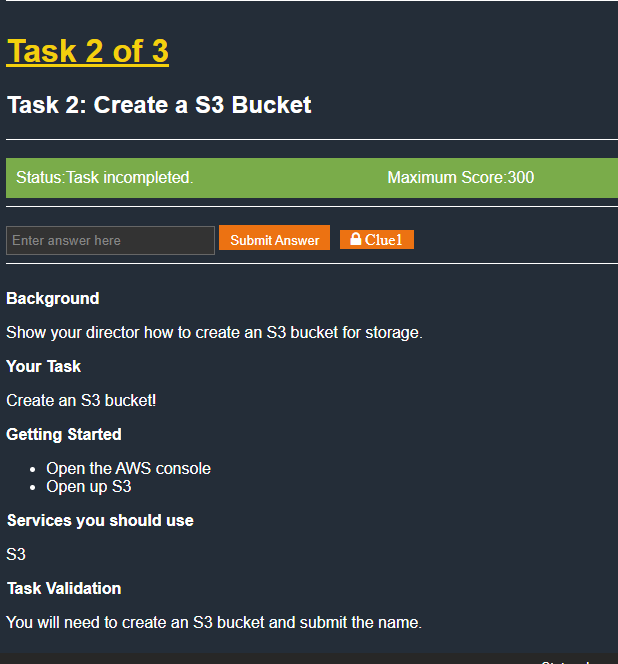 Task 2 of 3
Task 2: Create a S3 Bucket
Status:Task incompleted. Maximum Score:300
Enter answer here Submit Answer Clue1
Background
Show your director how to create an S3 bucket for storage.
Your Task
Create an S3 bucket!
Getting Started
• Open the AWS console
• Open up S3
Services you should use
S3
Task Validation
You will need to create an S3 bucket and submit the name.